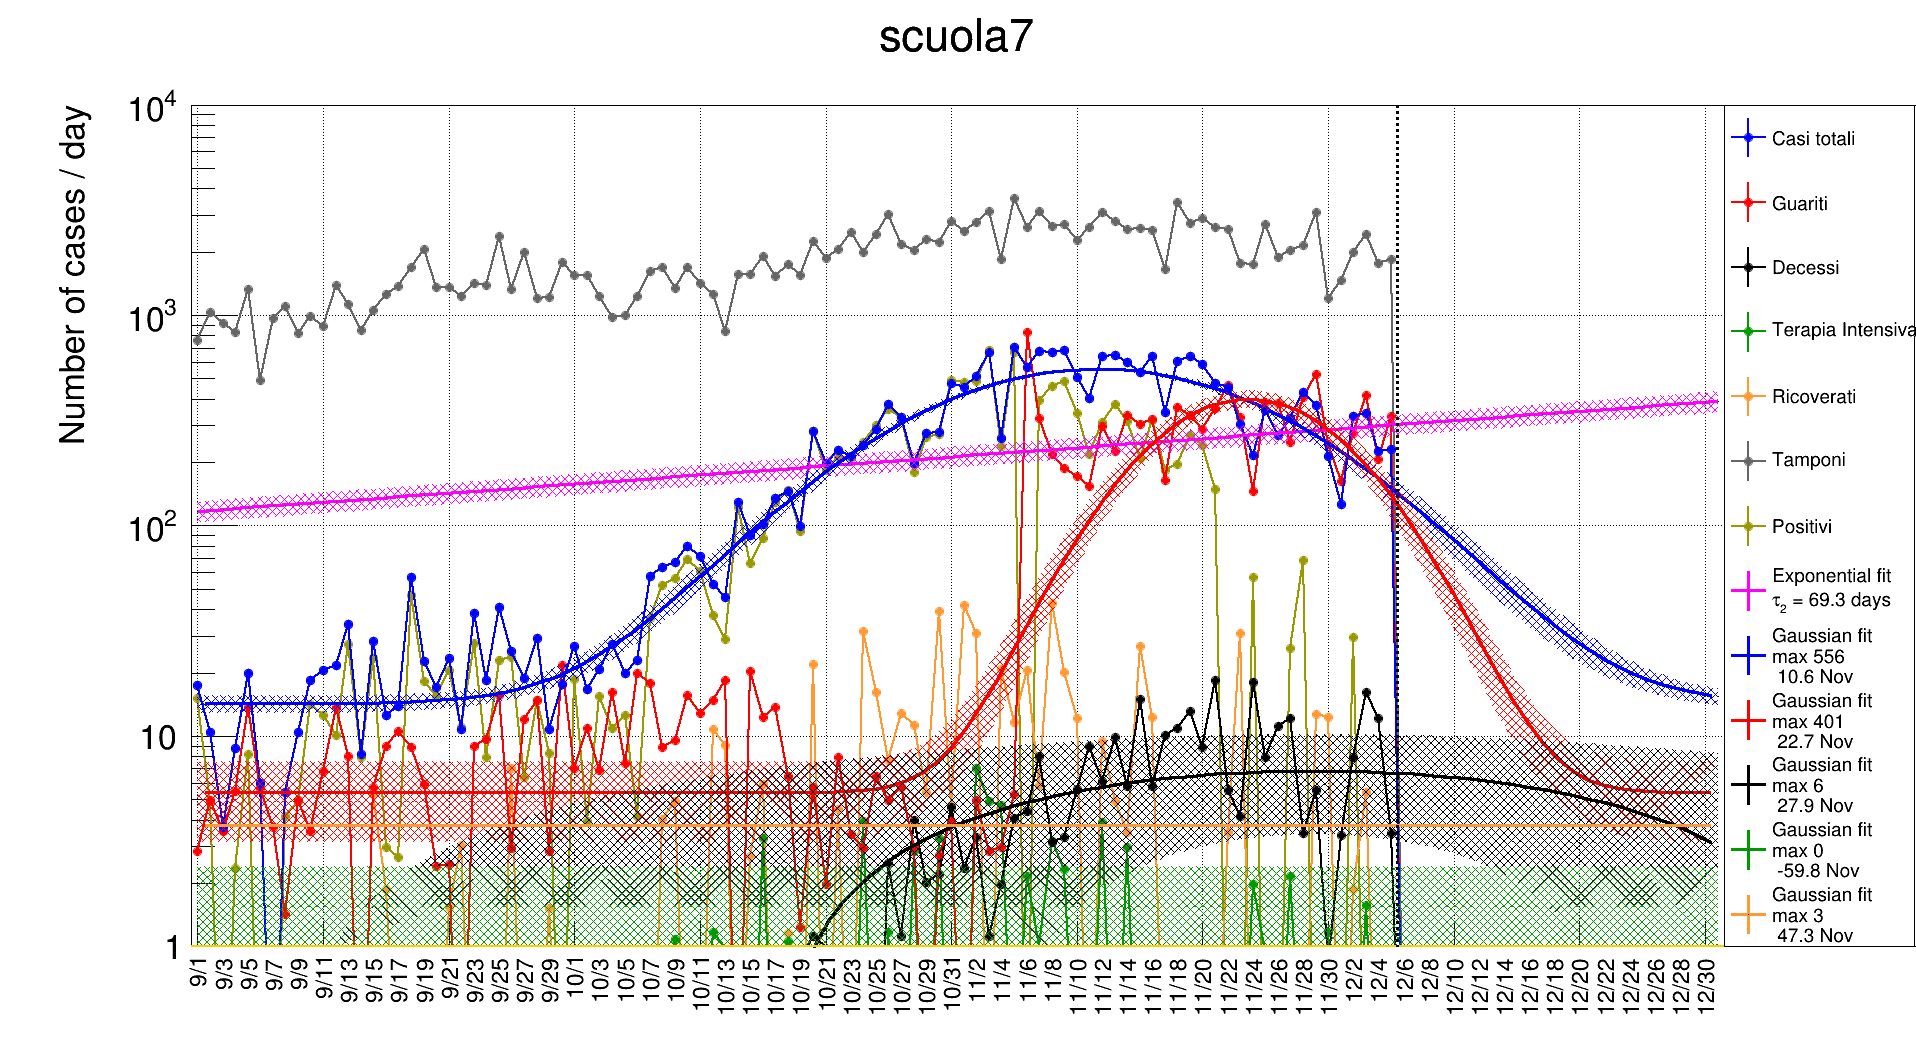 scuola7
Number of cases / day
10^4
10^3
10^2
10
1
9/1 9/3 9/5 9/7 9/9 9/11 9/13 9/15 9/17 9/19 9/21 9/23 9/25 9/27 9/29 10/1 10/3 10/5 10/7 10/9 10/11 10/13 10/15 10/17 10/19 10/21 10/23 10/25 10/27 10/29 10/31 11/2 11/4 11/6 11/8 11/10 11/12 11/14 11/16 11/18 11/20 11/22 11/24 11/26 11/28 11/30 12/2 12/4 12/6 12/8 12/10 12/12 12/14 12/16 12/18 12/20 12/22 12/24 12/26 12/28 12/30
Casi totali
Guariti
Decessi
Terapia Intensiva
Ricoverati
Tamponi
Positivi
Exponential fit
τ₂ = 69.3 days
Gaussian fit
max 556
10.6 Nov
Gaussian fit
max 401
22.7 Nov
Gaussian fit
max 6
27.9 Nov
Gaussian fit
max 0
-59.8 Nov
Gaussian fit
max 3
47.3 Nov